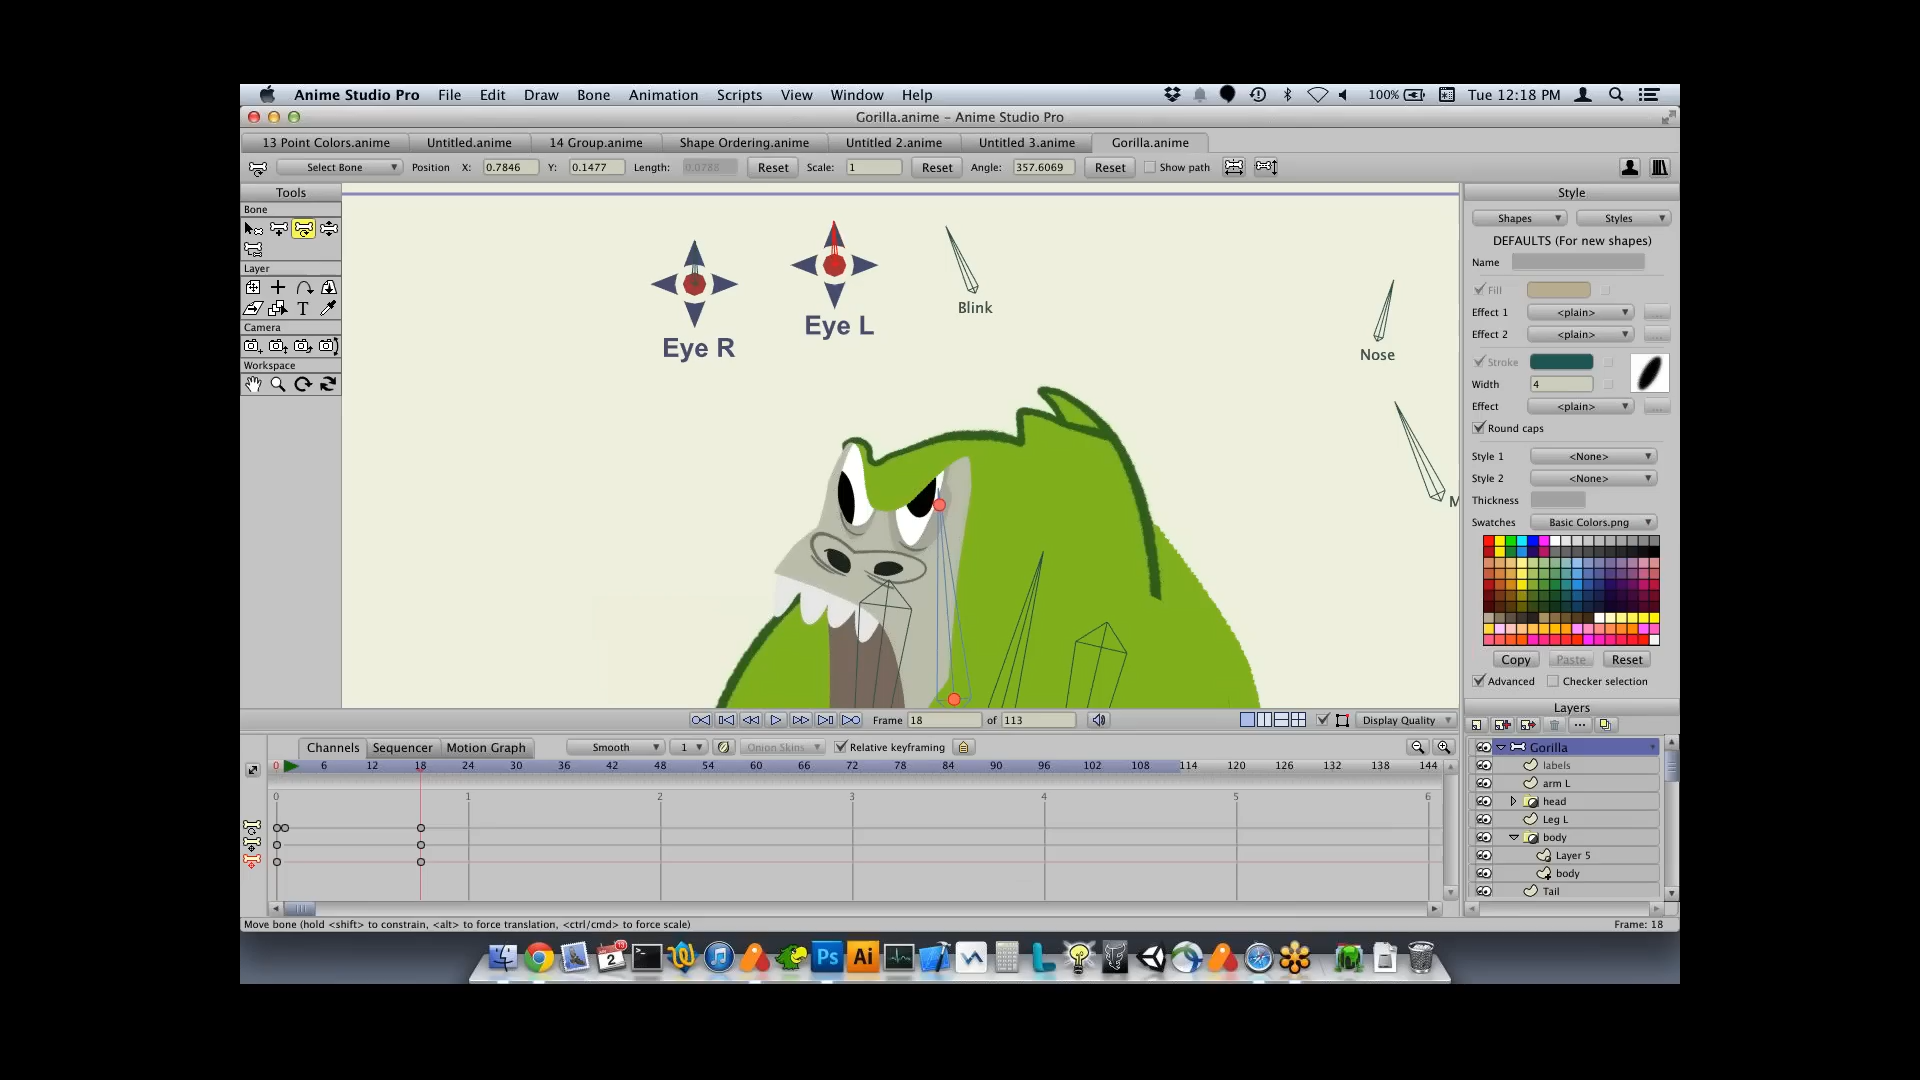 Anime Studio Pro File Edit Draw Bone Animation Scripts View Window Help 100% Tue 12:18 PM
Gorilla.anime – Anime Studio Pro
13 Point Colors.anime Untitled.anime 14 Group.anime Shape Ordering.anime Untitled 2.anime Untitled 3.anime Gorilla.anime
Select Bone Position X: 0.7846 Y: 0.1477 Length: 0.0788 Reset Scale: 1 Reset Angle: 357.6069 Reset Show path
Tools
Bone
Layer
T
Camera
Workspace
Eye R
Eye L
Blink
Nose
M
Style
Shapes Styles
DEFAULTS (For new shapes)
Name
Fill
Effect 1 <plain> ...
Effect 2 <plain> ...
Stroke
Width 4
Effect <plain> ...
Round caps
Style 1 <None>
Style 2 <None>
Thickness
Swatches Basic Colors.png
Copy Paste Reset
Advanced Checker selection
Frame 18 of 113 Display Quality
Channels Sequencer Motion Graph Smooth 1 Onion Skins Relative keyframing
0 6 12 18 24 30 36 42 48 54 60 66 72 78 84 90 96 102 108 114 120 126 132 138 144
0 1 2 3 4 5 6
Layers
Gorilla
labels
arm L
head
Leg L
body
Layer 5
body
Tail
Move bone (hold <shift> to constrain, <alt> to force translation, <ctrl/cmd> to force scale) Frame: 18
2 Ps Ai